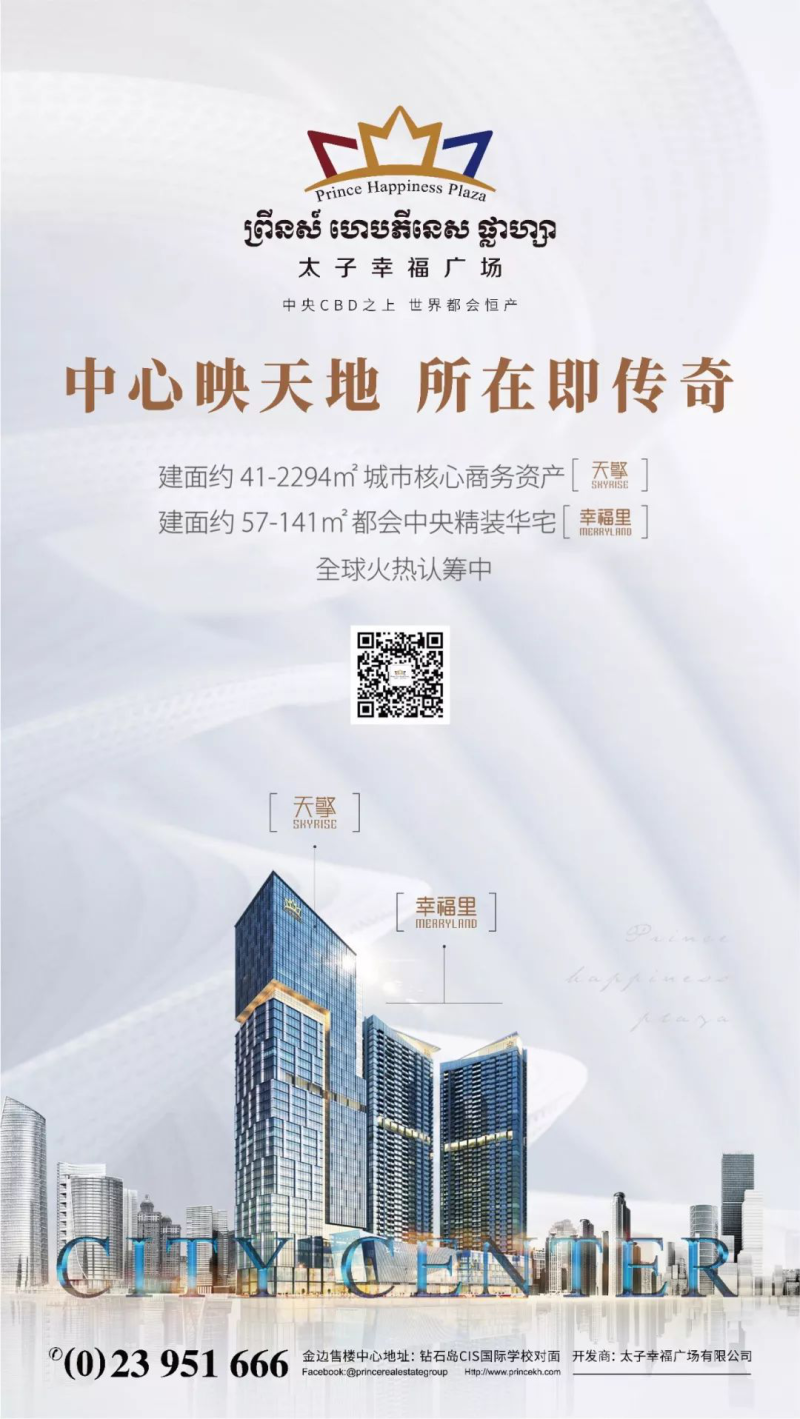 Prince Happiness Plaza
ព្រីនស៍ ហេបភីនេស ផ្លាហ្សា
太子幸福广场
中央CBD之上 世界都会恒产
中心映天地 所在即传奇
建面约 41-2294㎡ 城市核心商务资产 [ 天擎 SKYRISE ]
建面约 57-141㎡ 都会中央精装华宅 [ 幸福里 MERRYLAND ]
全球火热认筹中
[ 天擎 ]
SKYRISE
[ 幸福里 ]
MERRYLAND
Prince
happiness
plaza
CITY CENTER
(0) 23 951 666
金边售楼中心地址：钻石岛CIS国际学校对面 开发商：太子幸福广场有限公司
Facebook:@princerealestategroup Http://www.princekh.com